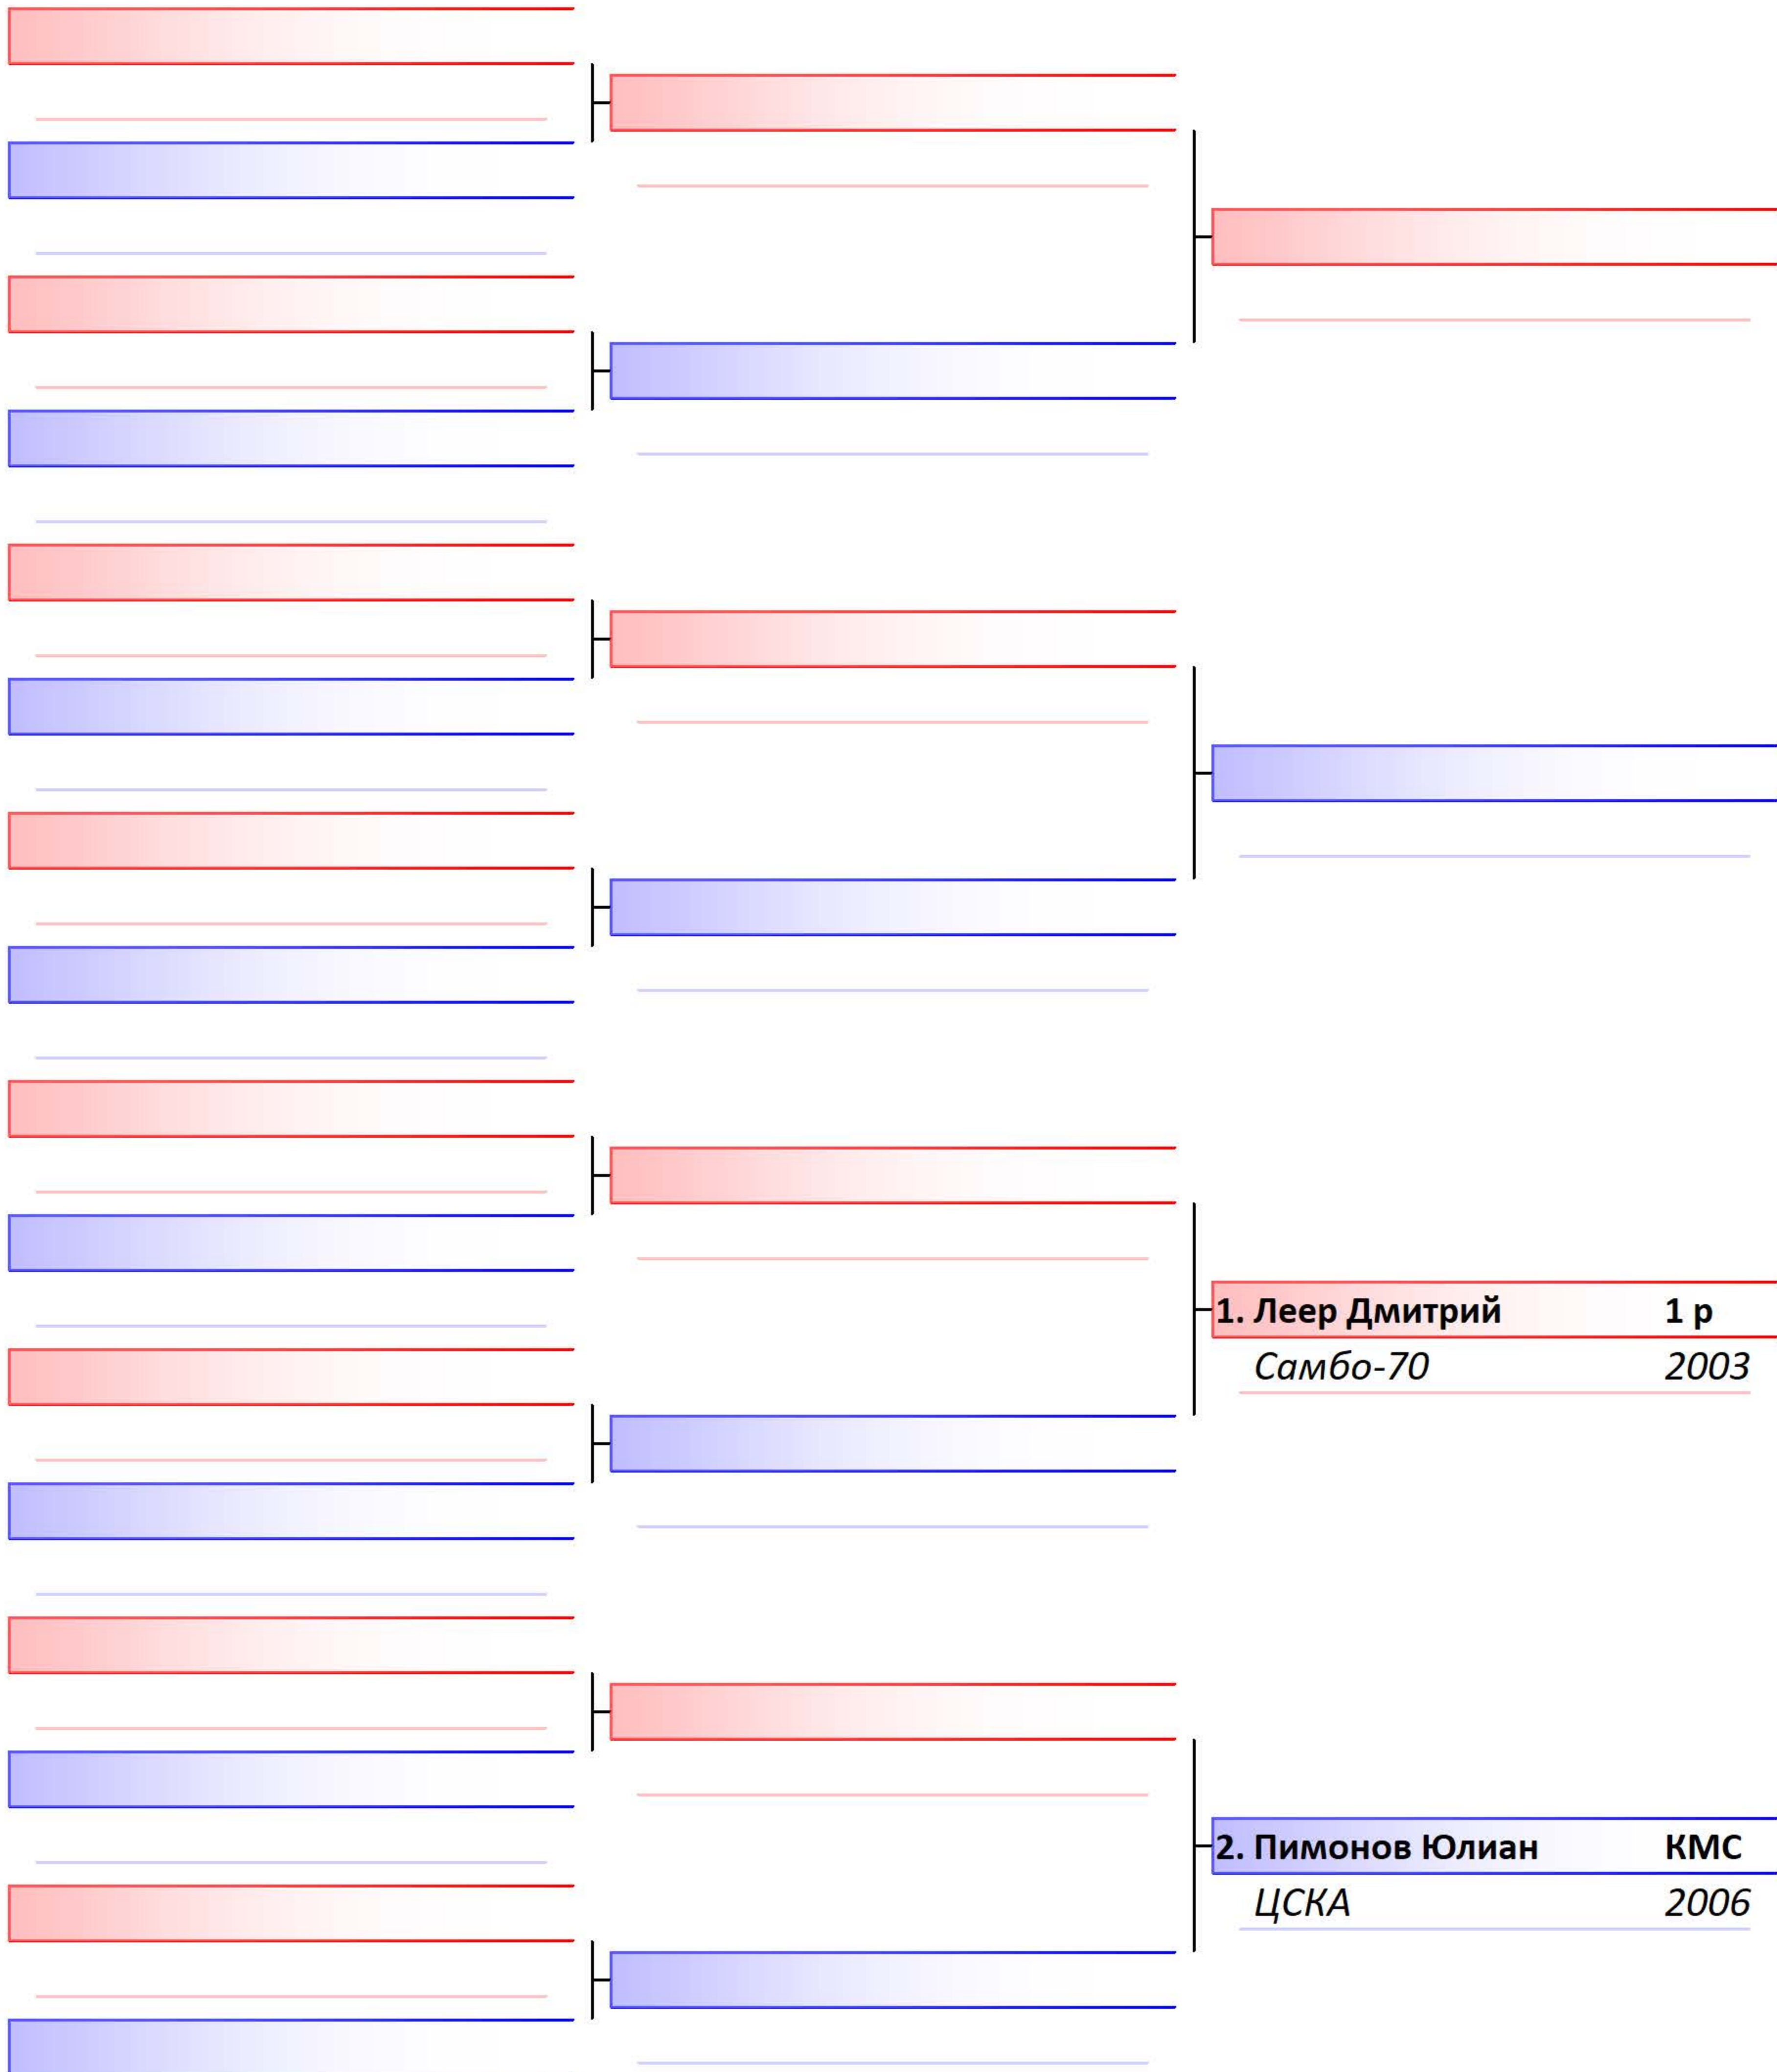 1. Леер Дмитрий 1 р
Самбо-70 2003
2. Пимонов Юлиан КМС
ЦСКА 2006